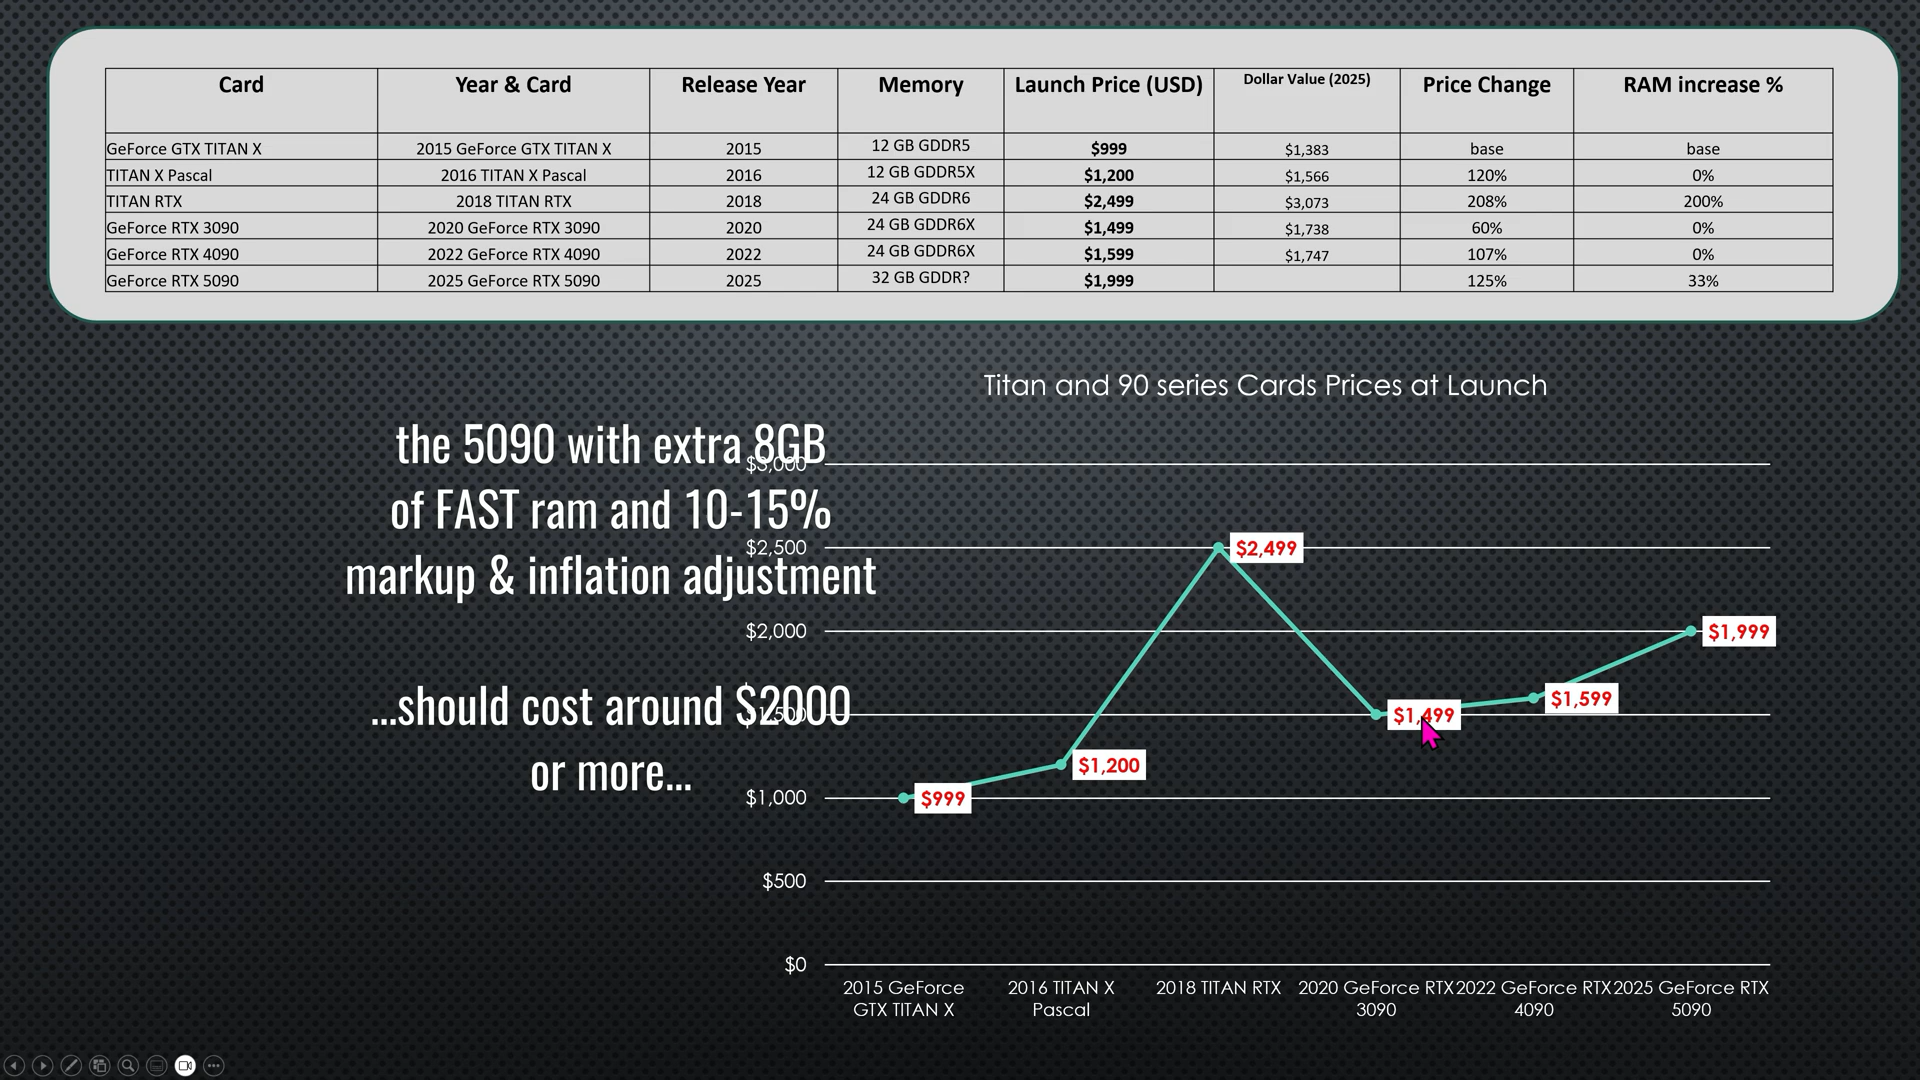 Card Year & Card Release Year Memory Launch Price (USD) Dollar Value (2025) Price Change RAM increase %
GeForce GTX TITAN X 2015 GeForce GTX TITAN X 2015 12 GB GDDR5 $999 $1,383 base base
TITAN X Pascal 2016 TITAN X Pascal 2016 12 GB GDDR5X $1,200 $1,566 120% 0%
TITAN RTX 2018 TITAN RTX 2018 24 GB GDDR6 $2,499 $3,073 208% 200%
GeForce RTX 3090 2020 GeForce RTX 3090 2020 24 GB GDDR6X $1,499 $1,738 60% 0%
GeForce RTX 4090 2022 GeForce RTX 4090 2022 24 GB GDDR6X $1,599 $1,747 107% 0%
GeForce RTX 5090 2025 GeForce RTX 5090 2025 32 GB GDDR? $1,999 125% 33%
the 5090 with extra 8GB
of FAST ram and 10-15%
markup & inflation adjustment
...should cost around $2000
or more...
Titan and 90 series Cards Prices at Launch
$3,000
$2,500
$2,000
$1,500
$1,000
$500
$0
$999
$1,200
$2,499
$1,499
$1,599
$1,999
2015 GeForce
GTX TITAN X
2016 TITAN X
Pascal
2018 TITAN RTX
2020 GeForce RTX
3090
2022 GeForce RTX
4090
2025 GeForce RTX
5090